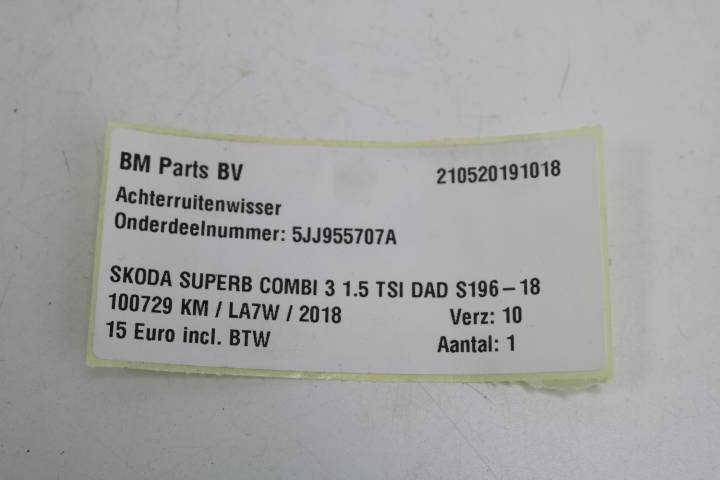 BM Parts BV 210520191018
Achterruitenwisser
Onderdeelnummer: 5JJ955707A
SKODA SUPERB COMBI 3 1.5 TSI DAD S196-18
100729 KM / LA7W / 2018 Verz: 10
15 Euro incl. BTW Aantal: 1